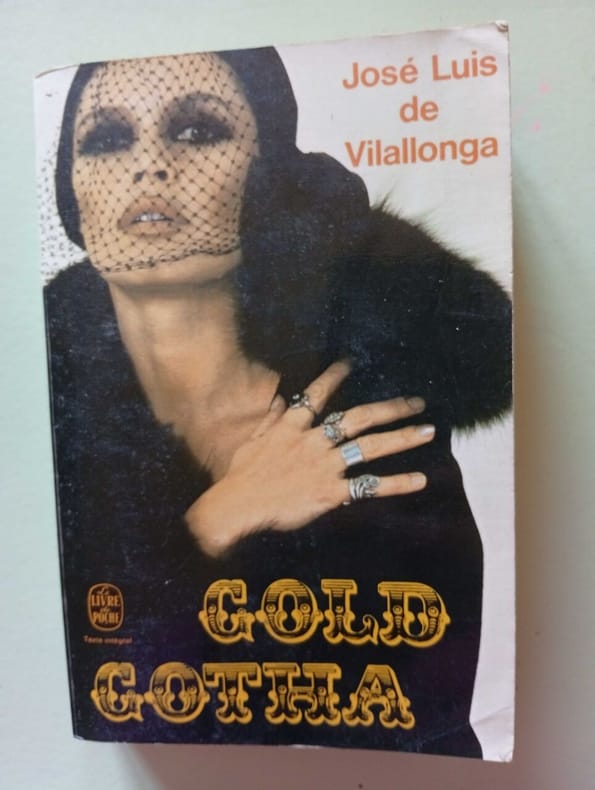 José Luis
de
Vilallonga
Le
LIVRE
de
POCHE
Texte intégral
GOLD
GOTHA